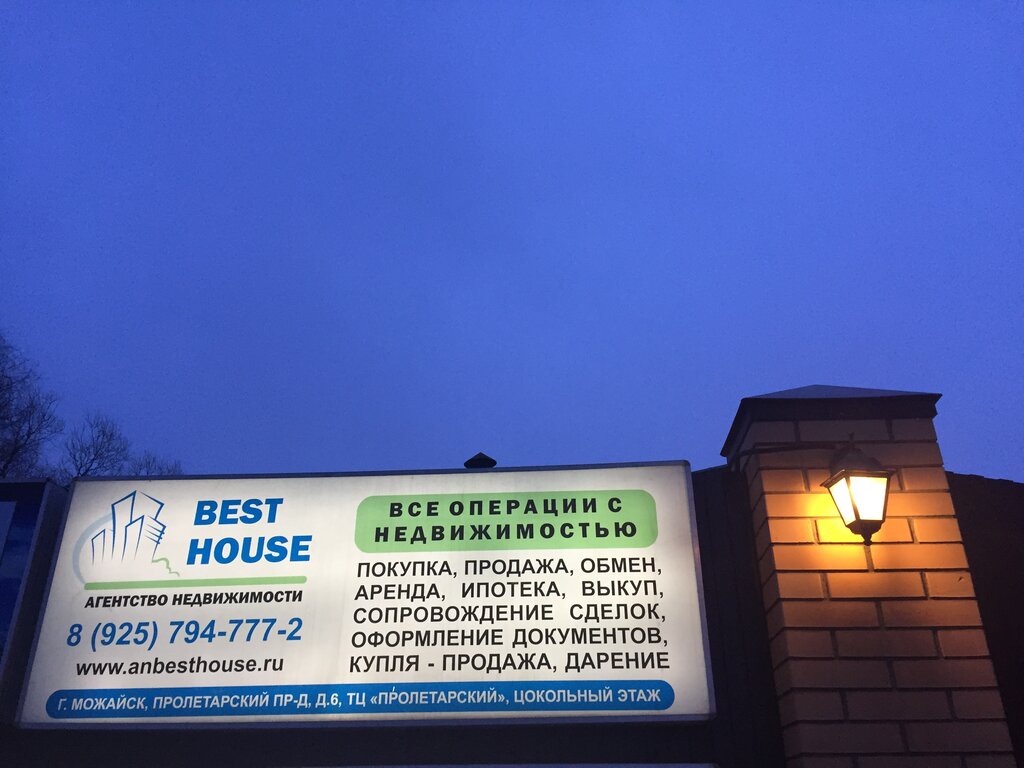 BEST
HOUSE
АГЕНТСТВО НЕДВИЖИМОСТИ
8 (925) 794-777-2
www.anbesthouse.ru
ВСЕ ОПЕРАЦИИ С
НЕДВИЖИМОСТЬЮ
ПОКУПКА, ПРОДАЖА, ОБМЕН,
АРЕНДА, ИПОТЕКА, ВЫКУП,
СОПРОВОЖДЕНИЕ СДЕЛОК,
ОФОРМЛЕНИЕ ДОКУМЕНТОВ,
КУПЛЯ - ПРОДАЖА, ДАРЕНИЕ
Г. МОЖАЙСК, ПРОЛЕТАРСКИЙ ПР-Д, Д.6, ТЦ «ПРОЛЕТАРСКИЙ», ЦОКОЛЬНЫЙ ЭТАЖ